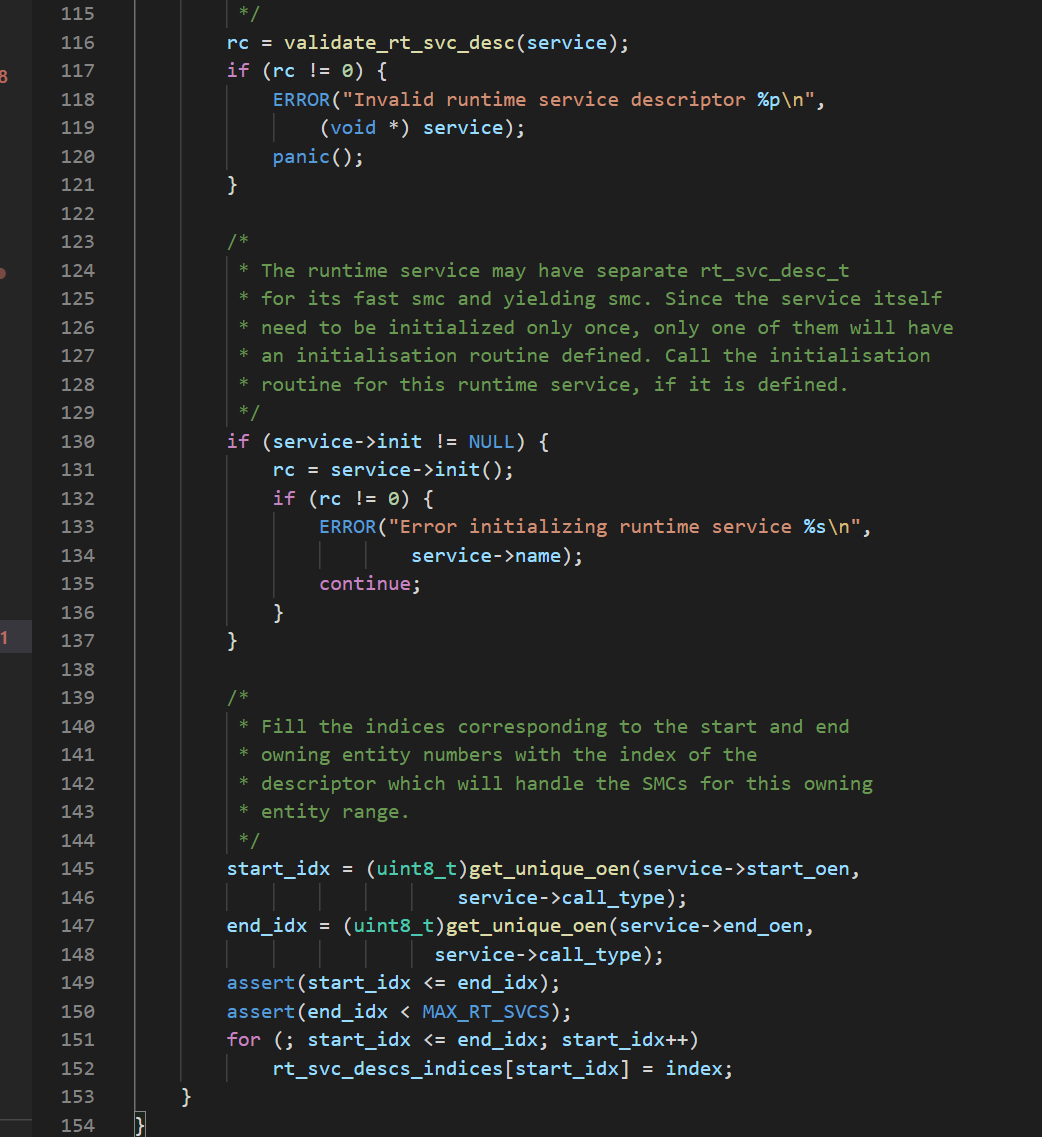 115 */
116 rc = validate_rt_svc_desc(service);
117 if (rc != 0) {
118 ERROR("Invalid runtime service descriptor %p\n",
119 (void *) service);
120 panic();
121 }
122
123 /*
124 * The runtime service may have separate rt_svc_desc_t
125 * for its fast smc and yielding smc. Since the service itself
126 * need to be initialized only once, only one of them will have
127 * an initialisation routine defined. Call the initialisation
128 * routine for this runtime service, if it is defined.
129 */
130 if (service->init != NULL) {
131 rc = service->init();
132 if (rc != 0) {
133 ERROR("Error initializing runtime service %s\n",
134 service->name);
135 continue;
136 }
137 }
138
139 /*
140 * Fill the indices corresponding to the start and end
141 * owning entity numbers with the index of the
142 * descriptor which will handle the SMCs for this owning
143 * entity range.
144 */
145 start_idx = (uint8_t)get_unique_oen(service->start_oen,
146 service->call_type);
147 end_idx = (uint8_t)get_unique_oen(service->end_oen,
148 service->call_type);
149 assert(start_idx <= end_idx);
150 assert(end_idx < MAX_RT_SVCS);
151 for (; start_idx <= end_idx; start_idx++)
152 rt_svc_descs_indices[start_idx] = index;
153 }
154 }